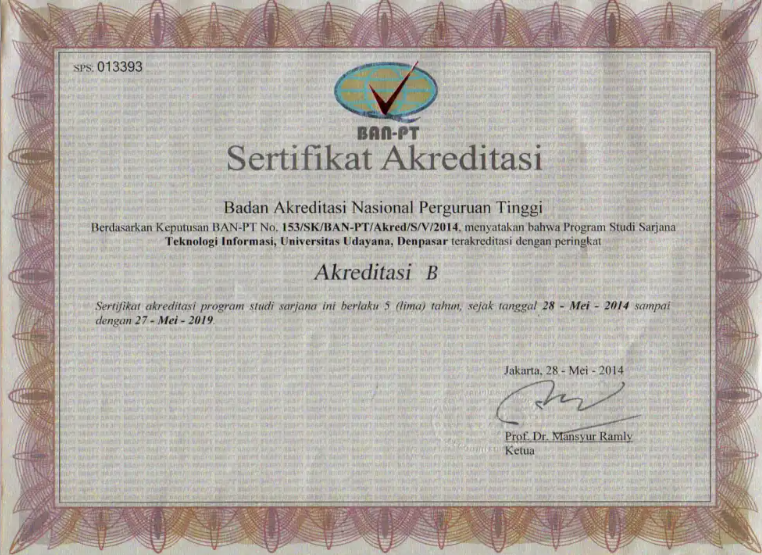 SPS: 013393
BAN-PT
Sertifikat Akreditasi
Badan Akreditasi Nasional Perguruan Tinggi
Berdasarkan Keputusan BAN-PT No. 153/SK/BAN-PT/Akred/S/V/2014, menyatakan bahwa Program Studi Sarjana
Teknologi Informasi, Universitas Udayana, Denpasar terakreditasi dengan peringkat
Akreditasi B
Sertifikat akreditasi program studi sarjana ini berlaku 5 (lima) tahun, sejak tanggal 28 - Mei - 2014 sampai
dengan 27 - Mei - 2019.
Jakarta, 28 - Mei - 2014
Prof. Dr. Mansyur Ramly
Ketua